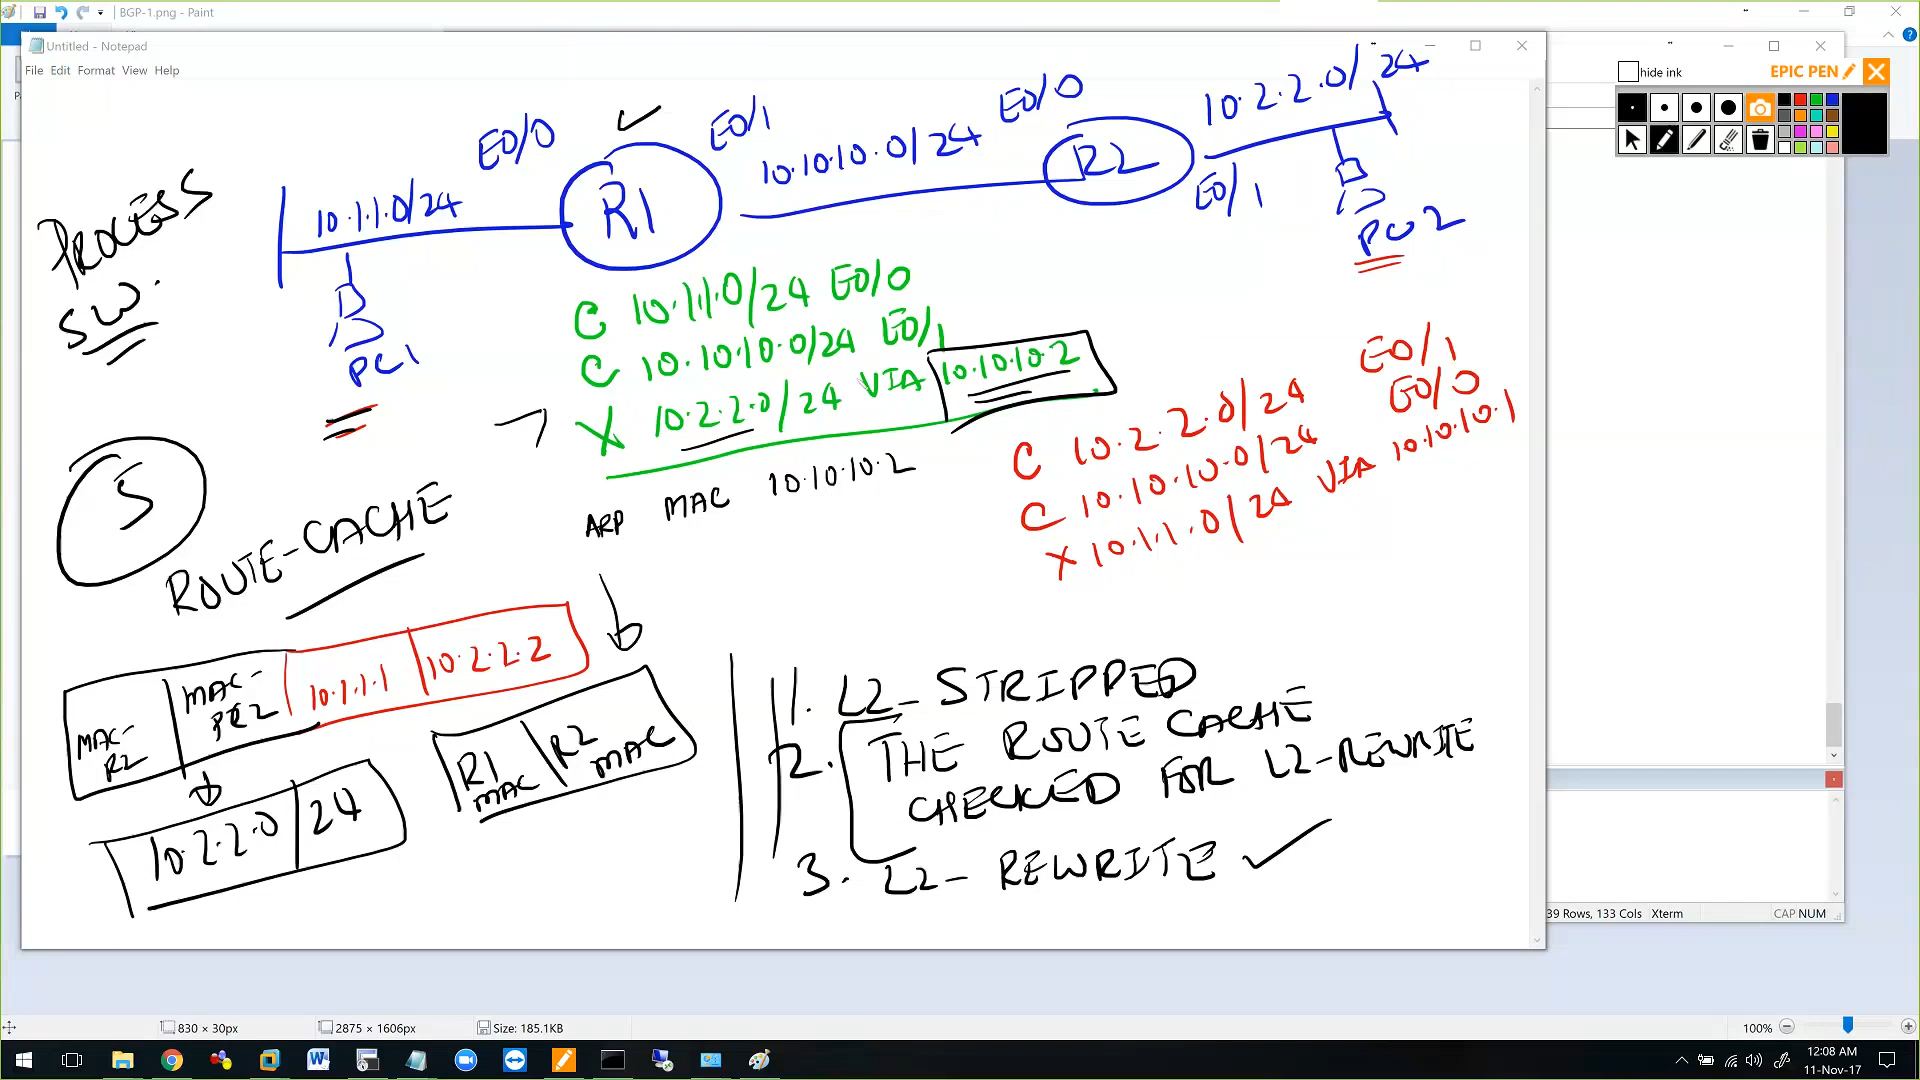 BGP-1.png - Paint
Untitled - Notepad
File Edit Format View Help
hide ink
EPIC PEN
PROCESS
SW.
10.1.1.0/24
E0/0
R1
E0/1
10.10.10.0/24
E0/0
R2
E0/1
10.2.2.0/24
PC1
PC2
C 10.1.1.0/24 E0/0
C 10.10.10.0/24 E0/1
X 10.2.2.0/24 VIA 10.10.10.2
ARP MAC 10.10.10.2
C 10.2.2.0/24 E0/1
C 10.10.10.0/24 E0/0
X 10.1.1.0/24 VIA 10.10.10.1
S
ROUTE-CACHE
MAC-R2
MAC-PC2
10.1.1.1
10.2.2.2
10.2.2.0 24
R1 MAC
R2 MAC
1. L2-STRIPPED
2. THE ROUTE CACHE
CHECKED FOR L2-REWRITE
3. L2-REWRITE
39 Rows, 133 Cols Xterm CAP NUM
830 × 30px 2875 × 1606px Size: 185.1KB 100%
12:08 AM
11-Nov-17